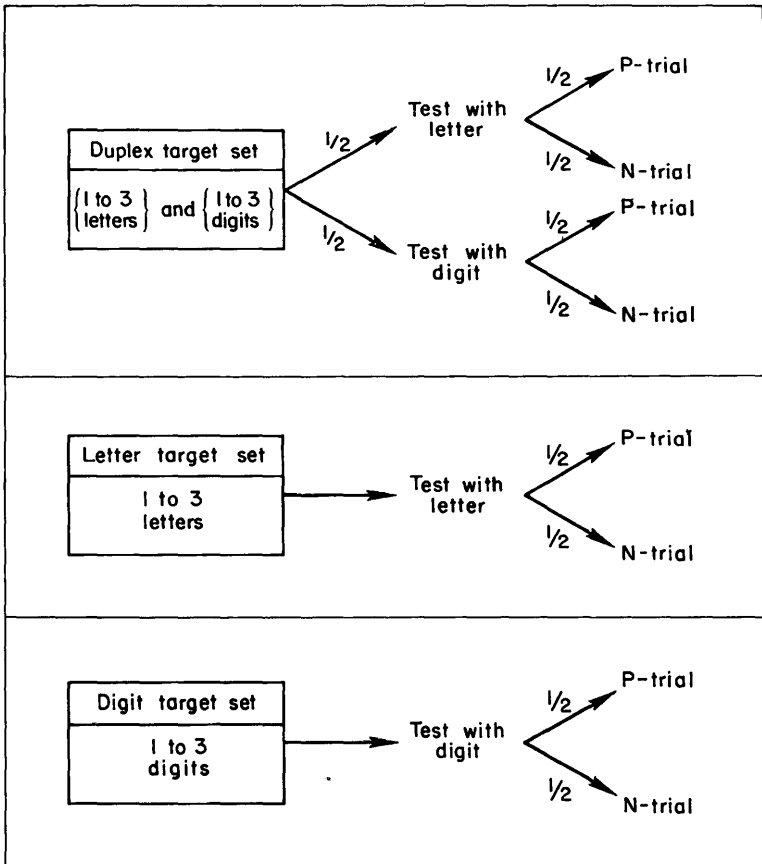 Duplex target set
{1 to 3 letters} and {1 to 3 digits}
1/2
Test with
letter
1/2
P-trial
1/2
N-trial
1/2
Test with
digit
1/2
P-trial
1/2
N-trial
Letter target set
1 to 3
letters
Test with
letter
1/2
P-trial
1/2
N-trial
Digit target set
1 to 3
digits
Test with
digit
1/2
P-trial
1/2
N-trial